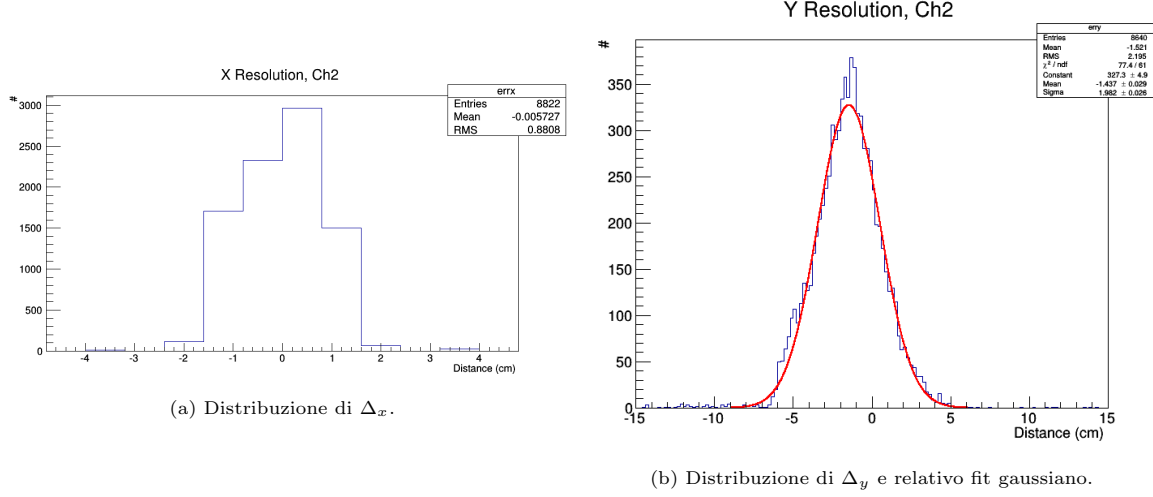 X Resolution, Ch2
errx
Entries 8822
Mean -0.005727
RMS 0.8808
#
3000
2500
2000
1500
1000
500
0
-4 -3 -2 -1 0 1 2 3 4
Distance (cm)
(a) Distribuzione di Δx.
Y Resolution, Ch2
erry
Entries 8640
Mean -1.521
RMS 2.195
χ² / ndf 77.4 / 61
Constant 327.3 ± 4.9
Mean -1.437 ± 0.029
Sigma 1.982 ± 0.026
#
350
300
250
200
150
100
50
0
-15 -10 -5 0 5 10 15
Distance (cm)
(b) Distribuzione di Δy e relativo fit gaussiano.